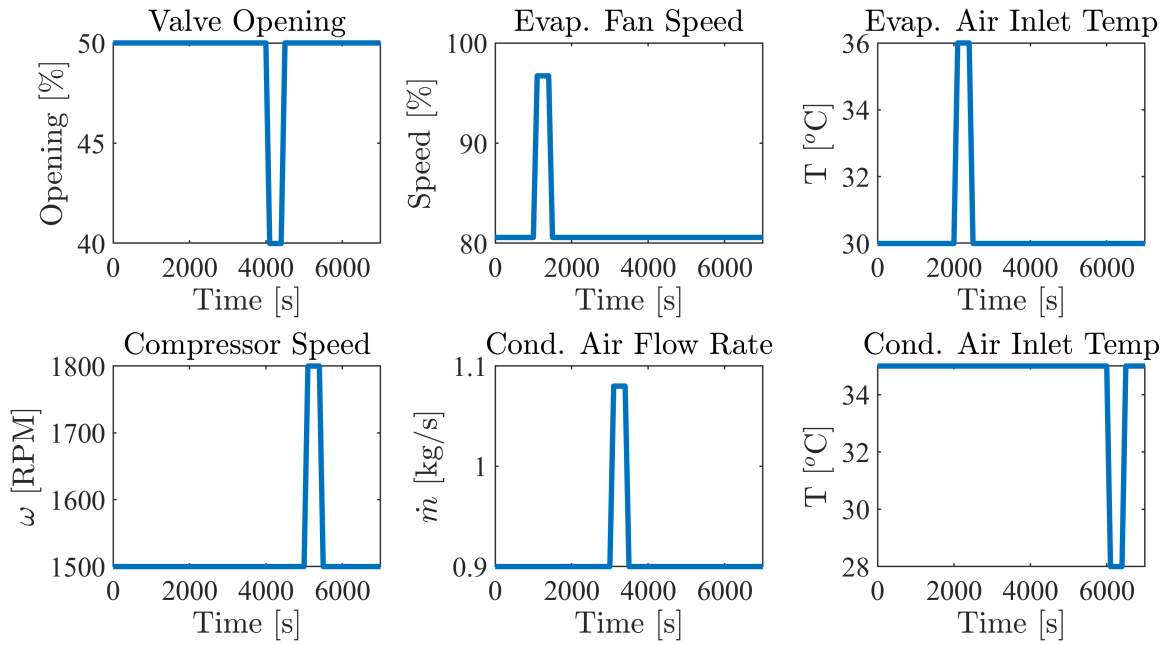 Valve Opening
50
45
40
Opening [%]
0 2000 4000 6000
Time [s]
Evap. Fan Speed
100
90
80
Speed [%]
0 2000 4000 6000
Time [s]
Evap. Air Inlet Temp
36
34
32
30
T [°C]
0 2000 4000 6000
Time [s]
Compressor Speed
1800
1700
1600
1500
ω [RPM]
0 2000 4000 6000
Time [s]
Cond. Air Flow Rate
1.1
1
0.9
ṁ [kg/s]
0 2000 4000 6000
Time [s]
Cond. Air Inlet Temp
34
32
30
28
T [°C]
0 2000 4000 6000
Time [s]